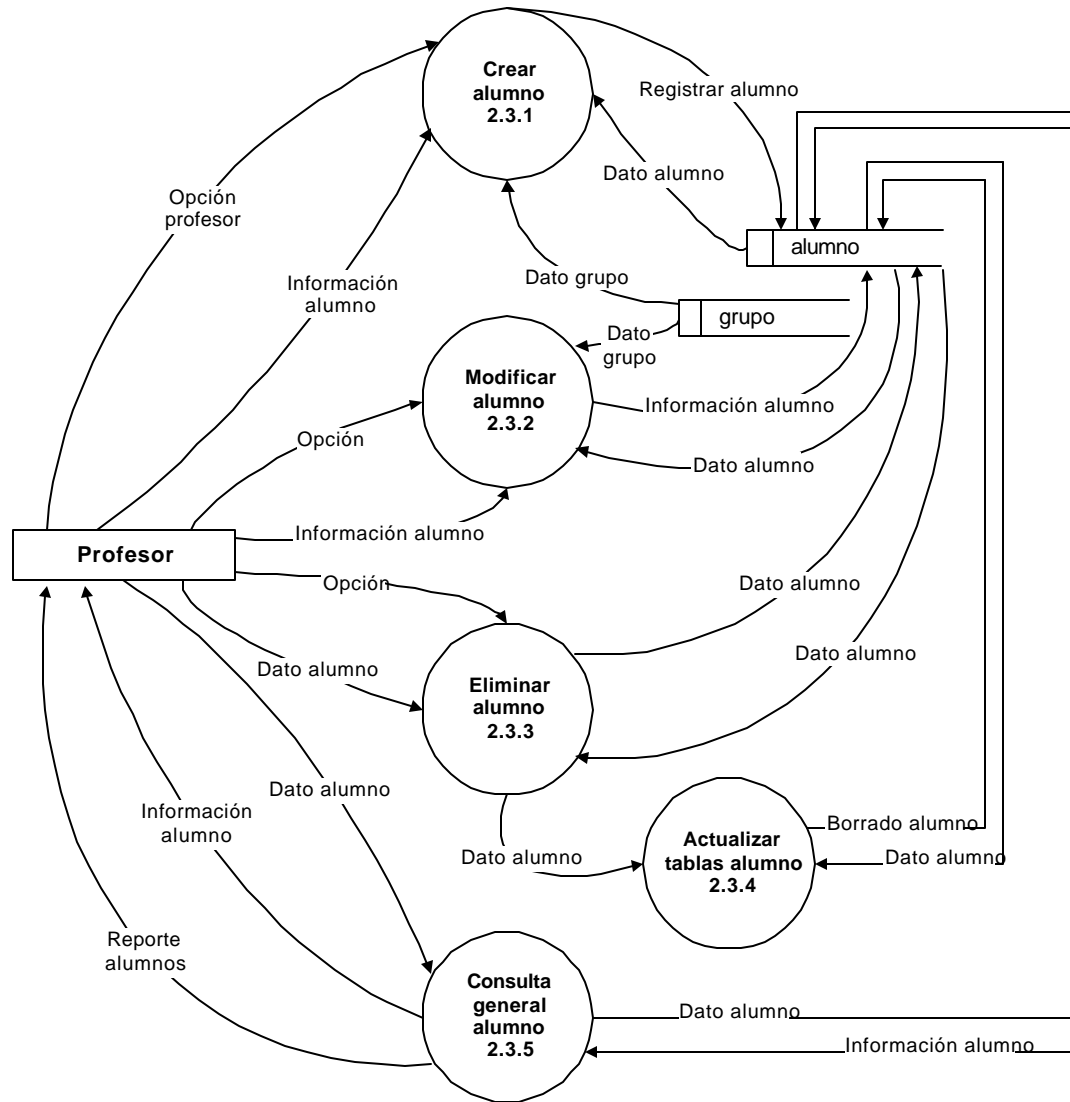 Crear
alumno
2.3.1
Registrar alumno
Dato alumno
Opción
profesor
alumno
Información
alumno
Dato grupo
grupo
Dato
grupo
Modificar
alumno
2.3.2
Información alumno
Opción
Dato alumno
Información alumno
Profesor
Opción
Dato alumno
Dato alumno
Dato alumno
Eliminar
alumno
2.3.3
Dato alumno
Información
alumno
Borrado alumno
Actualizar
tablas alumno
2.3.4
Dato alumno
Dato alumno
Reporte
alumnos
Consulta
general
alumno
2.3.5
Dato alumno
Información alumno